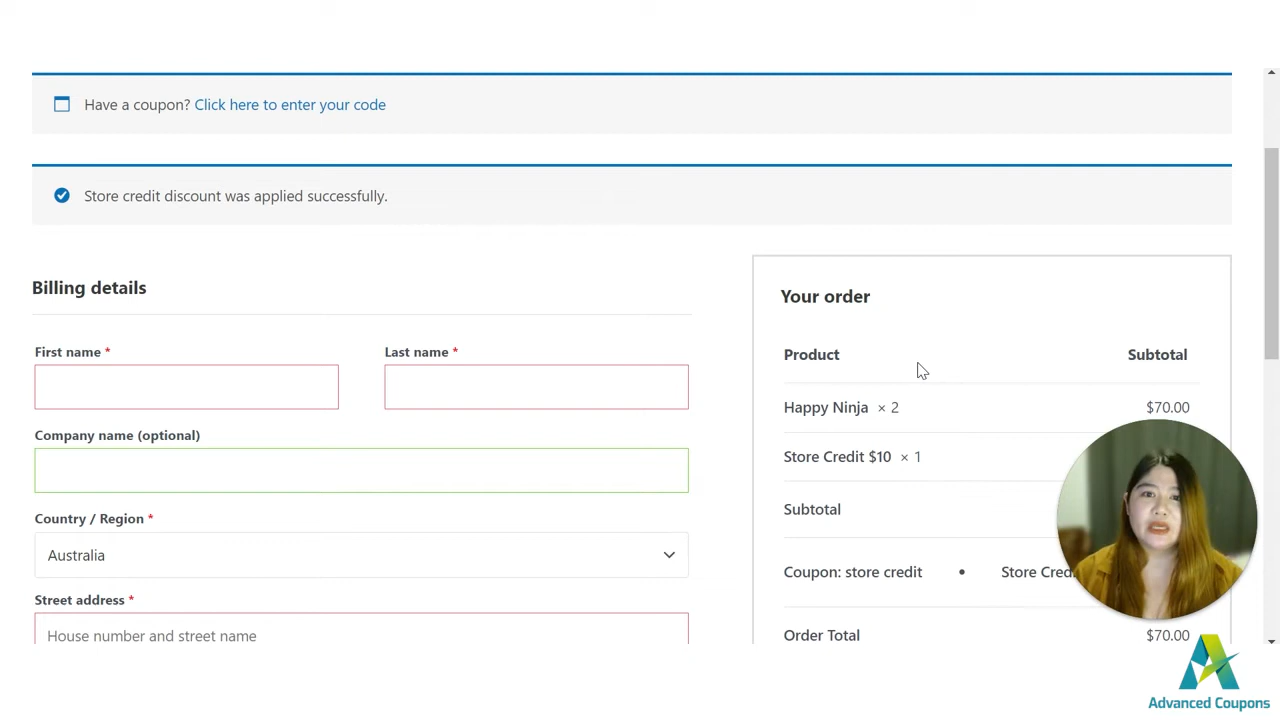 Have a coupon? Click here to enter your code
Store credit discount was applied successfully.
Billing details
First name *
Last name *
Company name (optional)
Country / Region *
Australia
Street address *
House number and street name
Your order
Product Subtotal
Happy Ninja × 2 $70.00
Store Credit $10 × 1
Subtotal
Coupon: store credit • Store
Order Total $70.00
Advanced Coupons